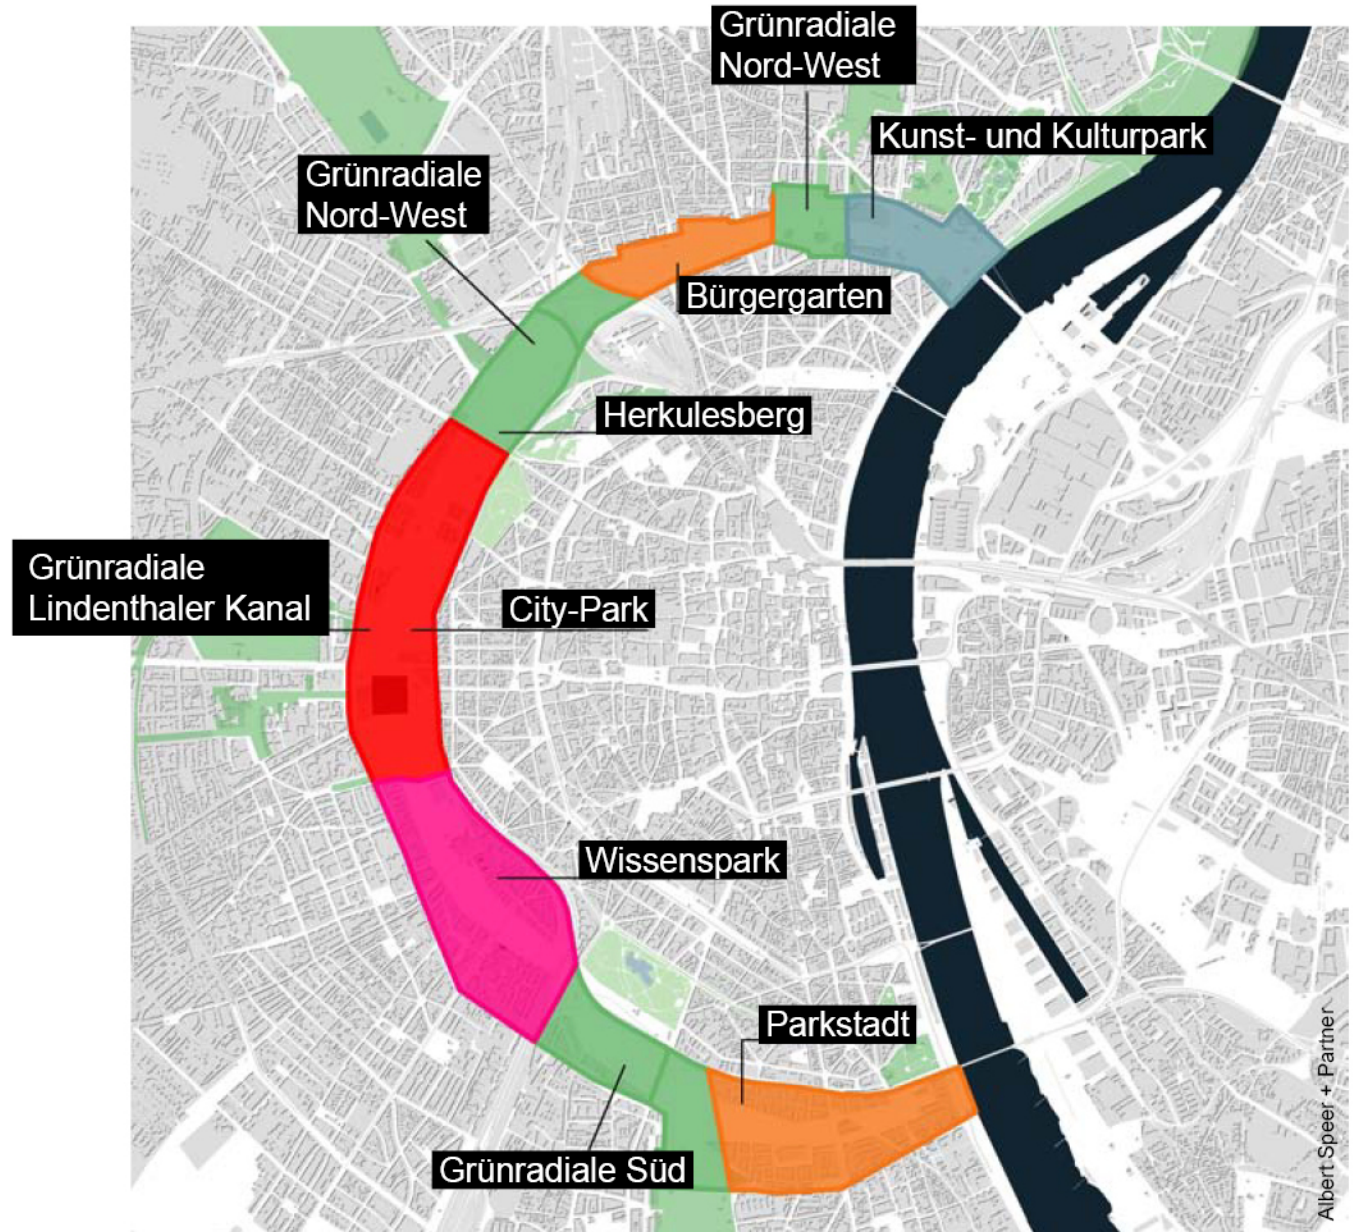 Grünradiale
Nord-West
Kunst- und Kulturpark
Grünradiale
Nord-West
Bürgergarten
Herkulesberg
Grünradiale
Lindenthaler Kanal
City-Park
Wissenspark
Parkstadt
Grünradiale Süd
Albert Speer + Partner